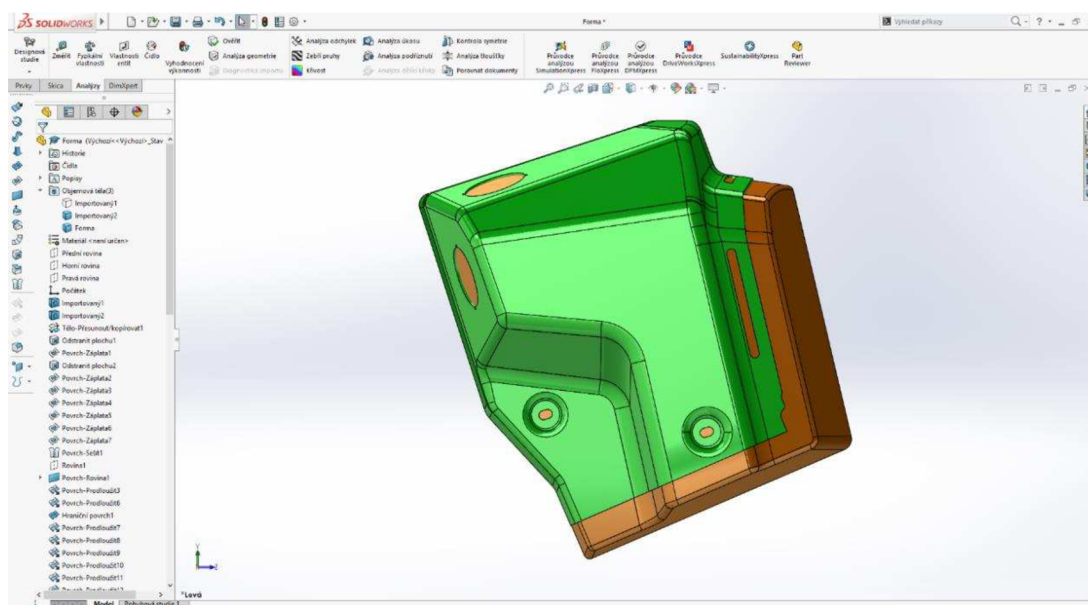 SOLIDWORKS
Forma *
Vyhledat příkazy
Designová studie
Změřit
Fyzikální vlastnosti
Vlastnosti entit
Čidla
Vyhodnocení výkonnosti
Ověřit
Analýza geometrie
Diagnostika importu
Analýza odchylek
Zebří pruhy
Křivost
Analýza úkosu
Analýza podříznutí
Analýza dělící křivky
Kontrola symetrie
Analýza tloušťky
Porovnat dokumenty
Průvodce analýzou SimulationXpress
Průvodce analýzou FloXpress
Průvodce analýzou DFMXpress
Průvodce DriveWorksXpress
SustainabilityXpress
Part Reviewer
Prvky
Skica
Analýzy
DimXpert
Forma (Výchozí<<Výchozí>_Stav
Historie
Čidla
Popisy
Objemová těla(3)
Importovaný1
Importovaný2
Forma
Materiál <není určen>
Přední rovina
Horní rovina
Pravá rovina
Počátek
Importovaný1
Importovaný2
Tělo-Přesunout/kopírovat1
Odstranit plochu1
Povrch-Záplata1
Odstranit plochu2
Povrch-Záplata2
Povrch-Záplata3
Povrch-Záplata4
Povrch-Záplata5
Povrch-Záplata6
Povrch-Záplata7
Povrch-Sešít1
Rovina1
Povrch-Rovina1
Povrch-Prodloužit3
Povrch-Prodloužit6
Hraniční povrch1
Povrch-Prodloužit7
Povrch-Prodloužit8
Povrch-Prodloužit9
Povrch-Prodloužit10
Povrch-Prodloužit11
Povrch-Prodloužit12
Y
Z
*Levá
Model
Pohybová studie 1